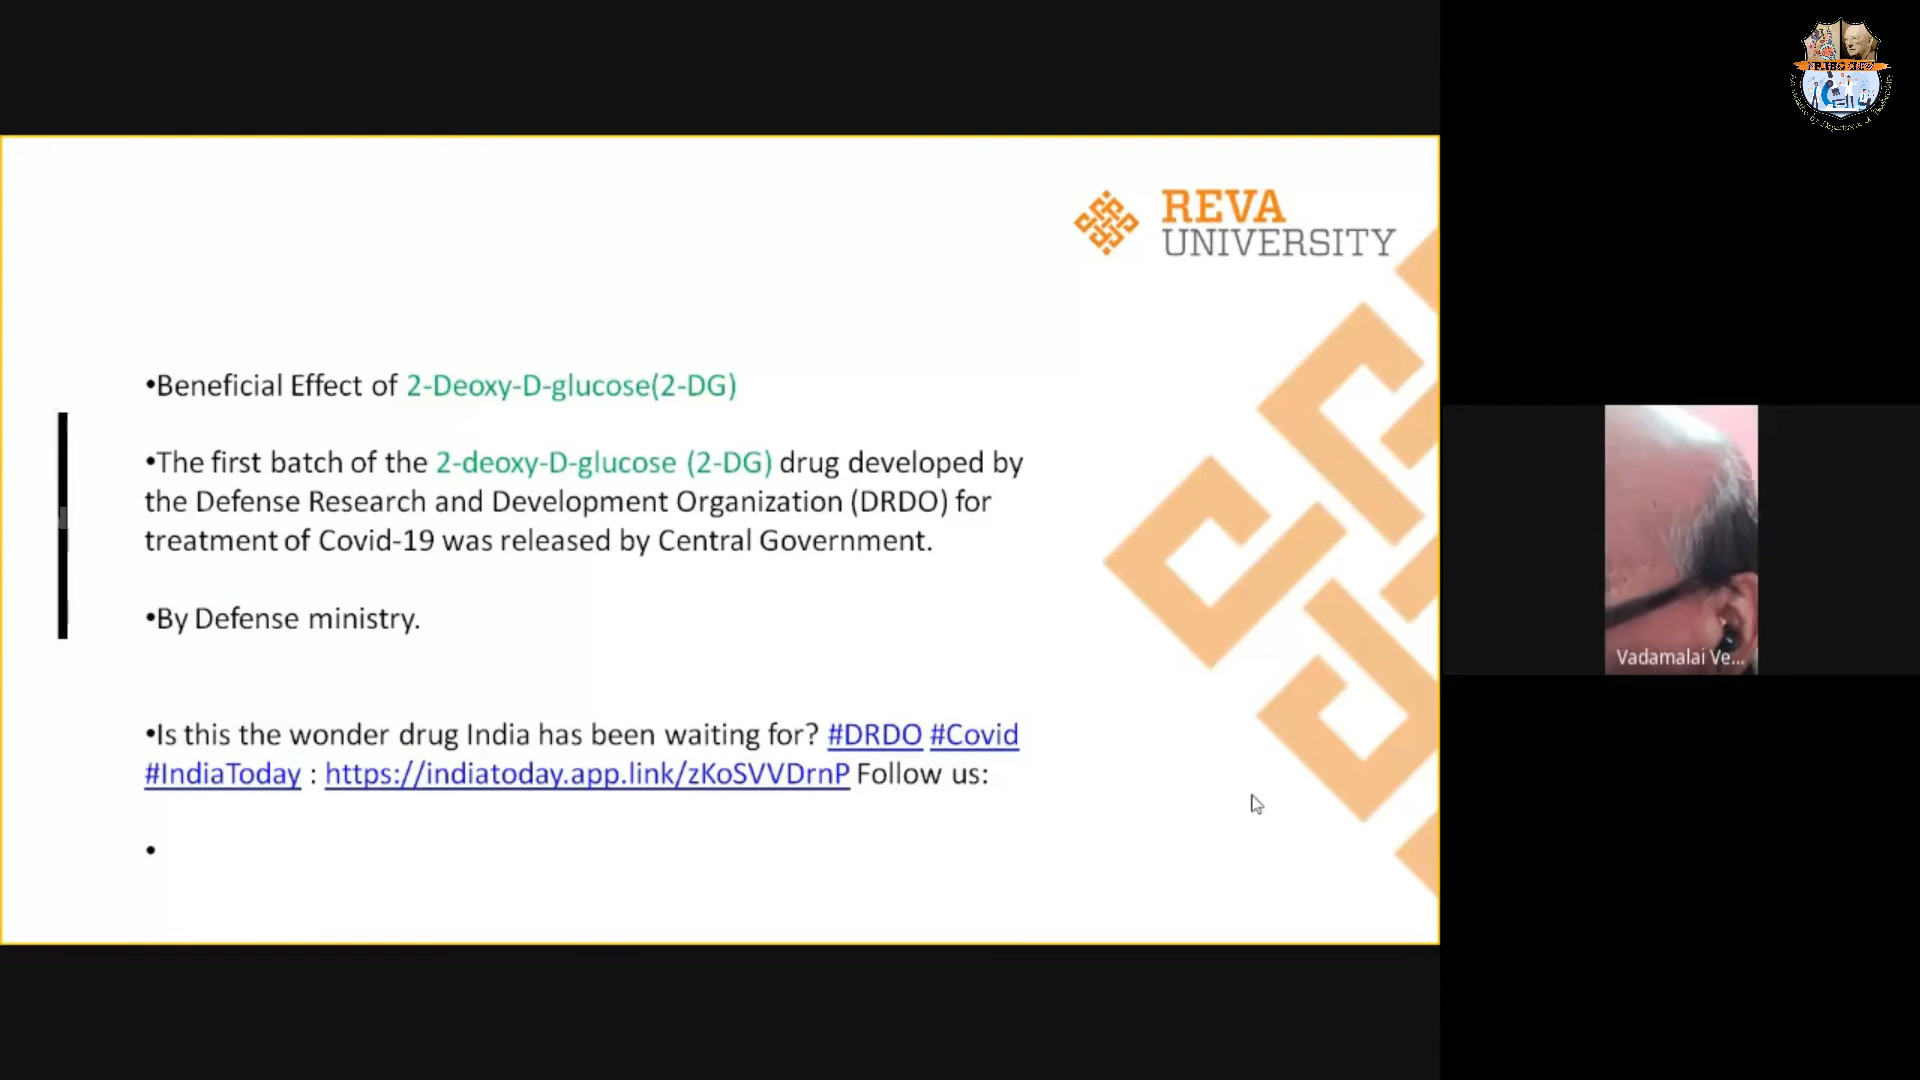 REVA
UNIVERSITY
•Beneficial Effect of 2-Deoxy-D-glucose(2-DG)
•The first batch of the 2-deoxy-D-glucose (2-DG) drug developed by
the Defense Research and Development Organization (DRDO) for
treatment of Covid-19 was released by Central Government.
•By Defense ministry.
•Is this the wonder drug India has been waiting for? #DRDO #Covid
#IndiaToday : https://indiatoday.app.link/zKoSVVDrnP Follow us:
•
Vadamalai Ve...